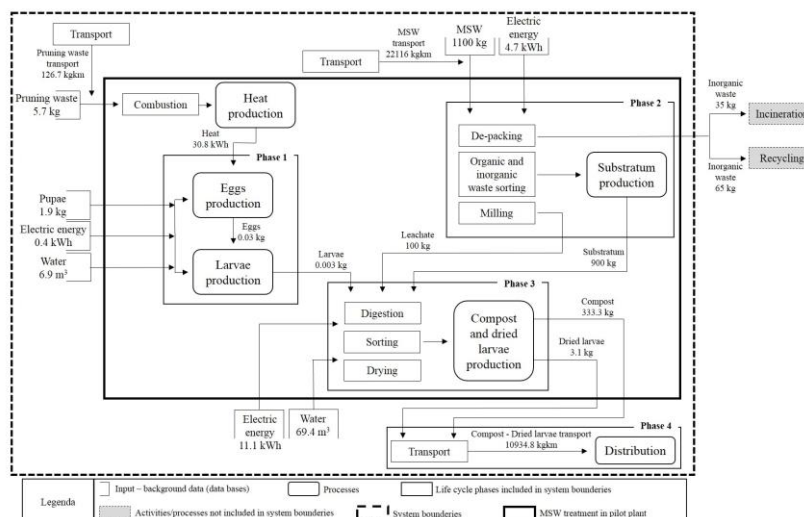 Transport
Pruning waste
transport
126.7 kgkm
Pruning waste
5.7 kg
Combustion
Heat
production
Heat
30.8 kWh
Transport
MSW
transport
22116 kgkm
MSW
1100 kg
Electric
energy
4.7 kWh
Phase 1
Eggs
production
Eggs
0.03 kg
Larvae
production
Pupae
1.9 kg
Electric energy
0.4 kWh
Water
6.9 m³
Phase 2
De-packing
Organic and
inorganic
waste sorting
Milling
Substratum
production
Inorganic
waste
35 kg
Incineration
Recycling
Inorganic
waste
65 kg
Larvae
0.003 kg
Leachate
100 kg
Substratum
900 kg
Phase 3
Digestion
Sorting
Drying
Compost
and dried
larvae
production
Compost
333.3 kg
Dried larvae
3.1 kg
Electric
energy
11.1 kWh
Water
69.4 m³
Phase 4
Transport
Compost - Dried larvae transport
10934.8 kgkm
Distribution
Legenda
Input – background data (data bases)
Processes
Life cycle phases included in system bounderies
Activities/processes not included in system bounderies
System bounderies
MSW treatment in pilot plant